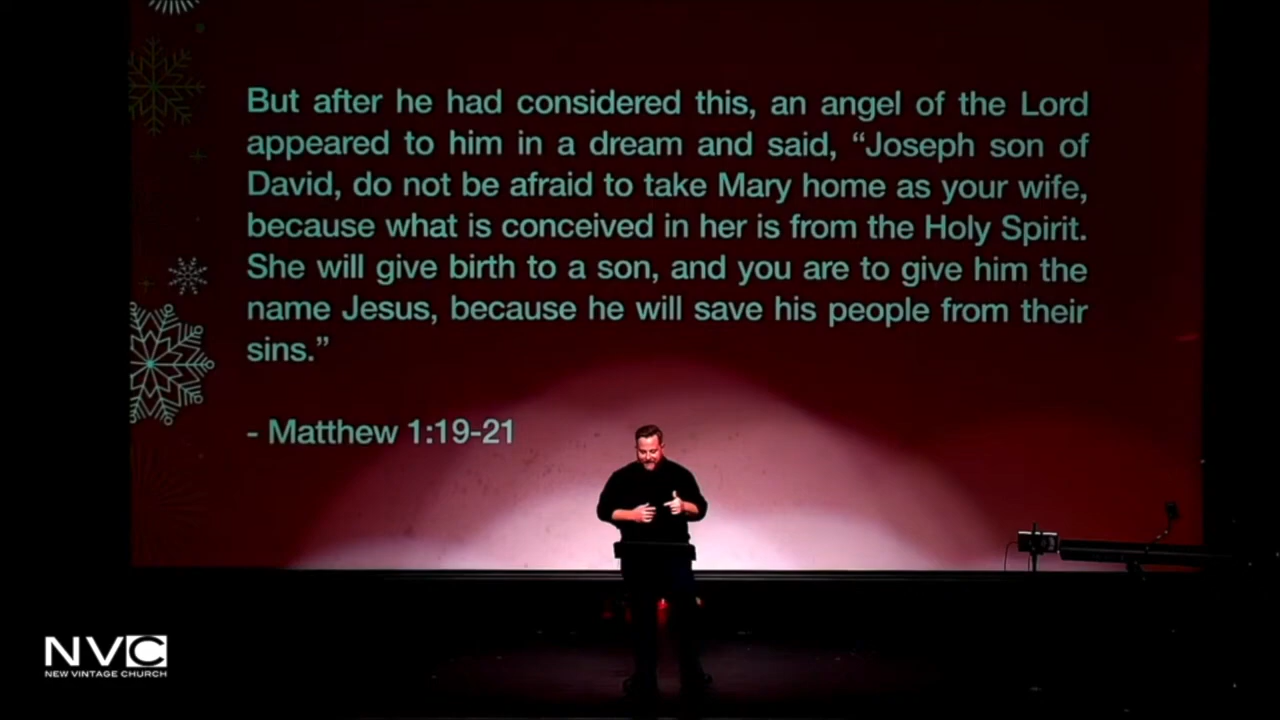 But after he had considered this, an angel of the Lord
appeared to him in a dream and said, “Joseph son of
David, do not be afraid to take Mary home as your wife,
because what is conceived in her is from the Holy Spirit.
She will give birth to a son, and you are to give him the
name Jesus, because he will save his people from their
sins.”
- Matthew 1:19-21
NVC
NEW VINTAGE CHURCH